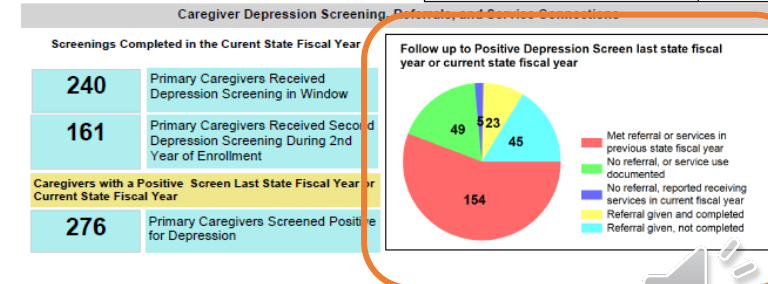 Caregiver Depression Screening, Referrals, and Service Connections
Screenings Completed in the Curent State Fiscal Year
240
Primary Caregivers Received
Depression Screening in Window
161
Primary Caregivers Received Second
Depression Screening During 2nd
Year of Enrollment
Caregivers with a Positive Screen Last State Fiscal Year or
Current State Fiscal Year
276
Primary Caregivers Screened Positive
for Depression
Follow up to Positive Depression Screen last state fiscal
year or current state fiscal year
49
5
23
45
154
Met referral or services in
previous state fiscal year
No referral, or service use
documented
No referral, reported receiving
services in current fiscal year
Referral given and completed
Referral given, not completed